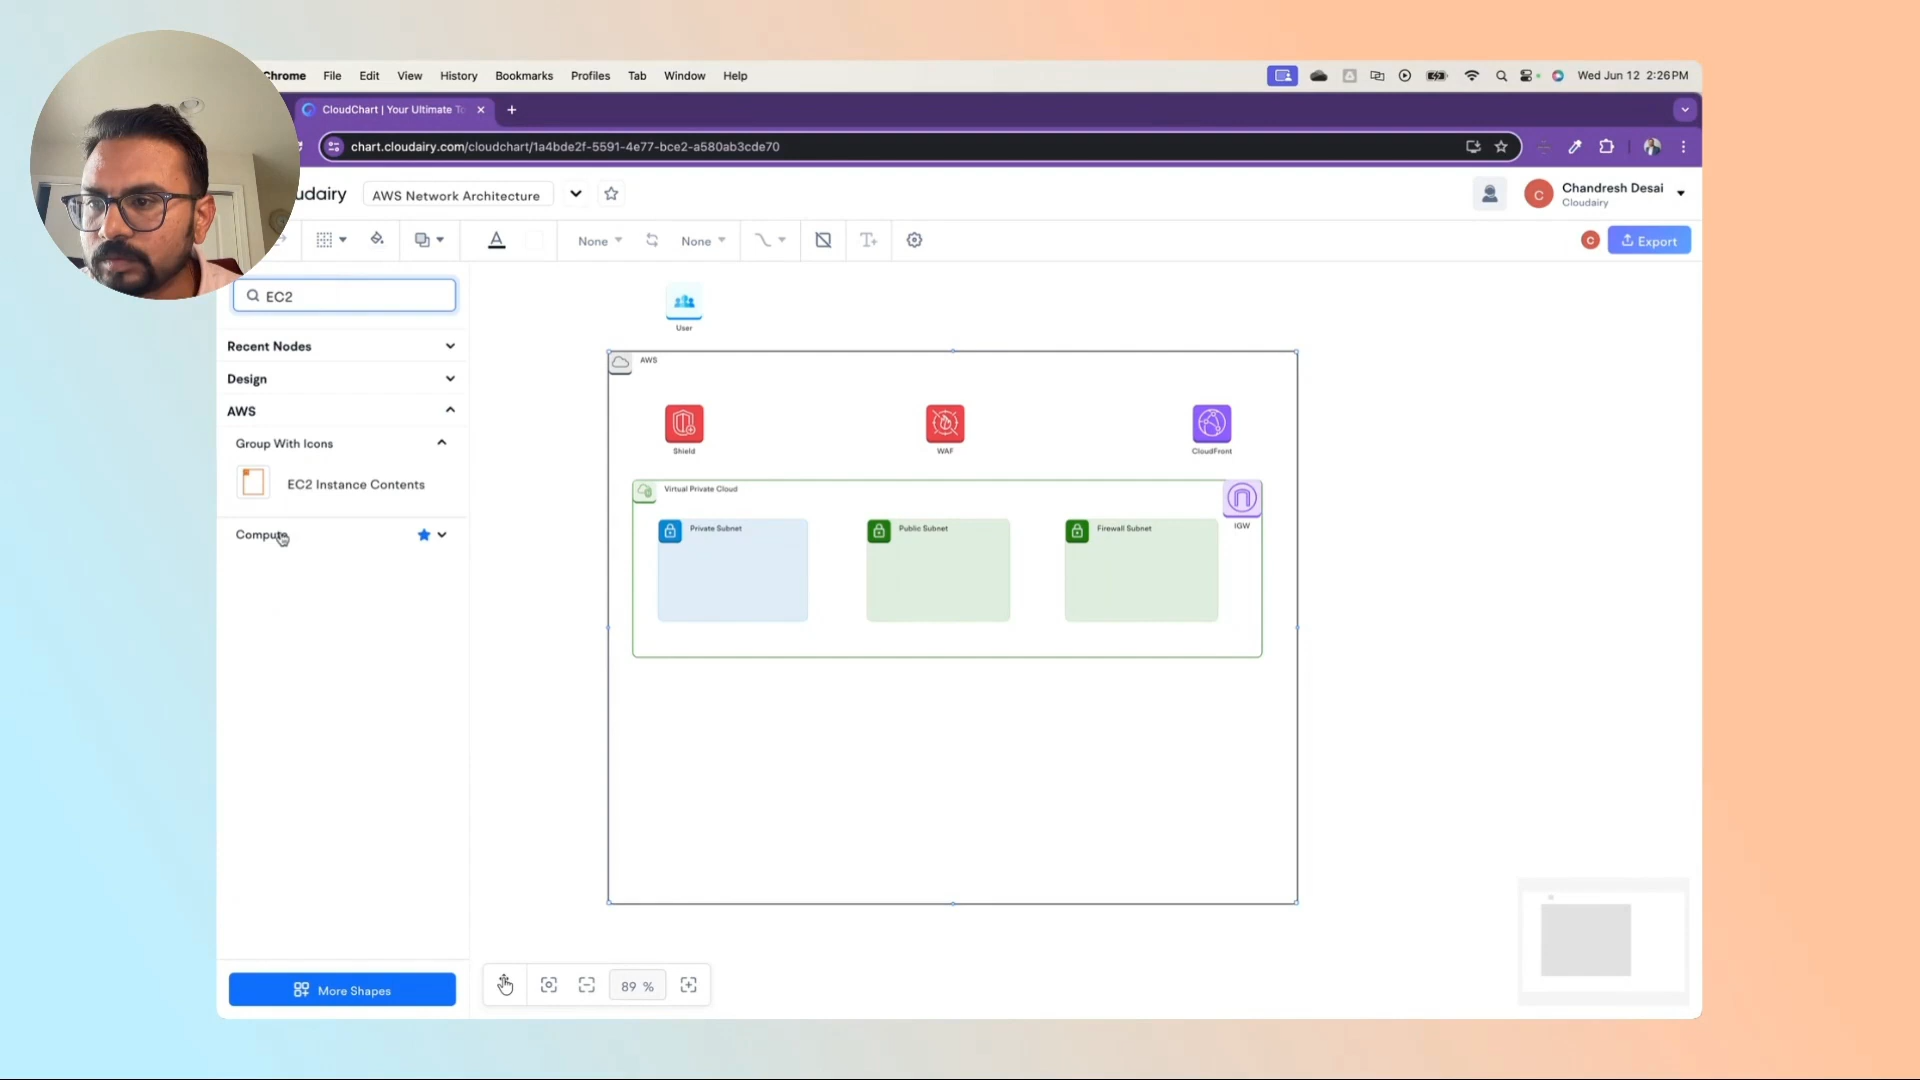 Chrome File Edit View History Bookmarks Profiles Tab Window Help Wed Jun 12 2:26 PM
CloudChart | Your Ultimate To
chart.cloudairy.com/cloudchart/1a4bde2f-5591-4e77-bce2-a580ab3cde70
udairy AWS Network Architecture C Chandresh Desai
Cloudairy
A None None T+ C Export
EC2
Recent Nodes
Design
AWS
Group With Icons
EC2 Instance Contents
Compute
More Shapes
User
AWS
Shield WAF CloudFront
Virtual Private Cloud
IGW
Private Subnet Public Subnet Firewall Subnet
89 %